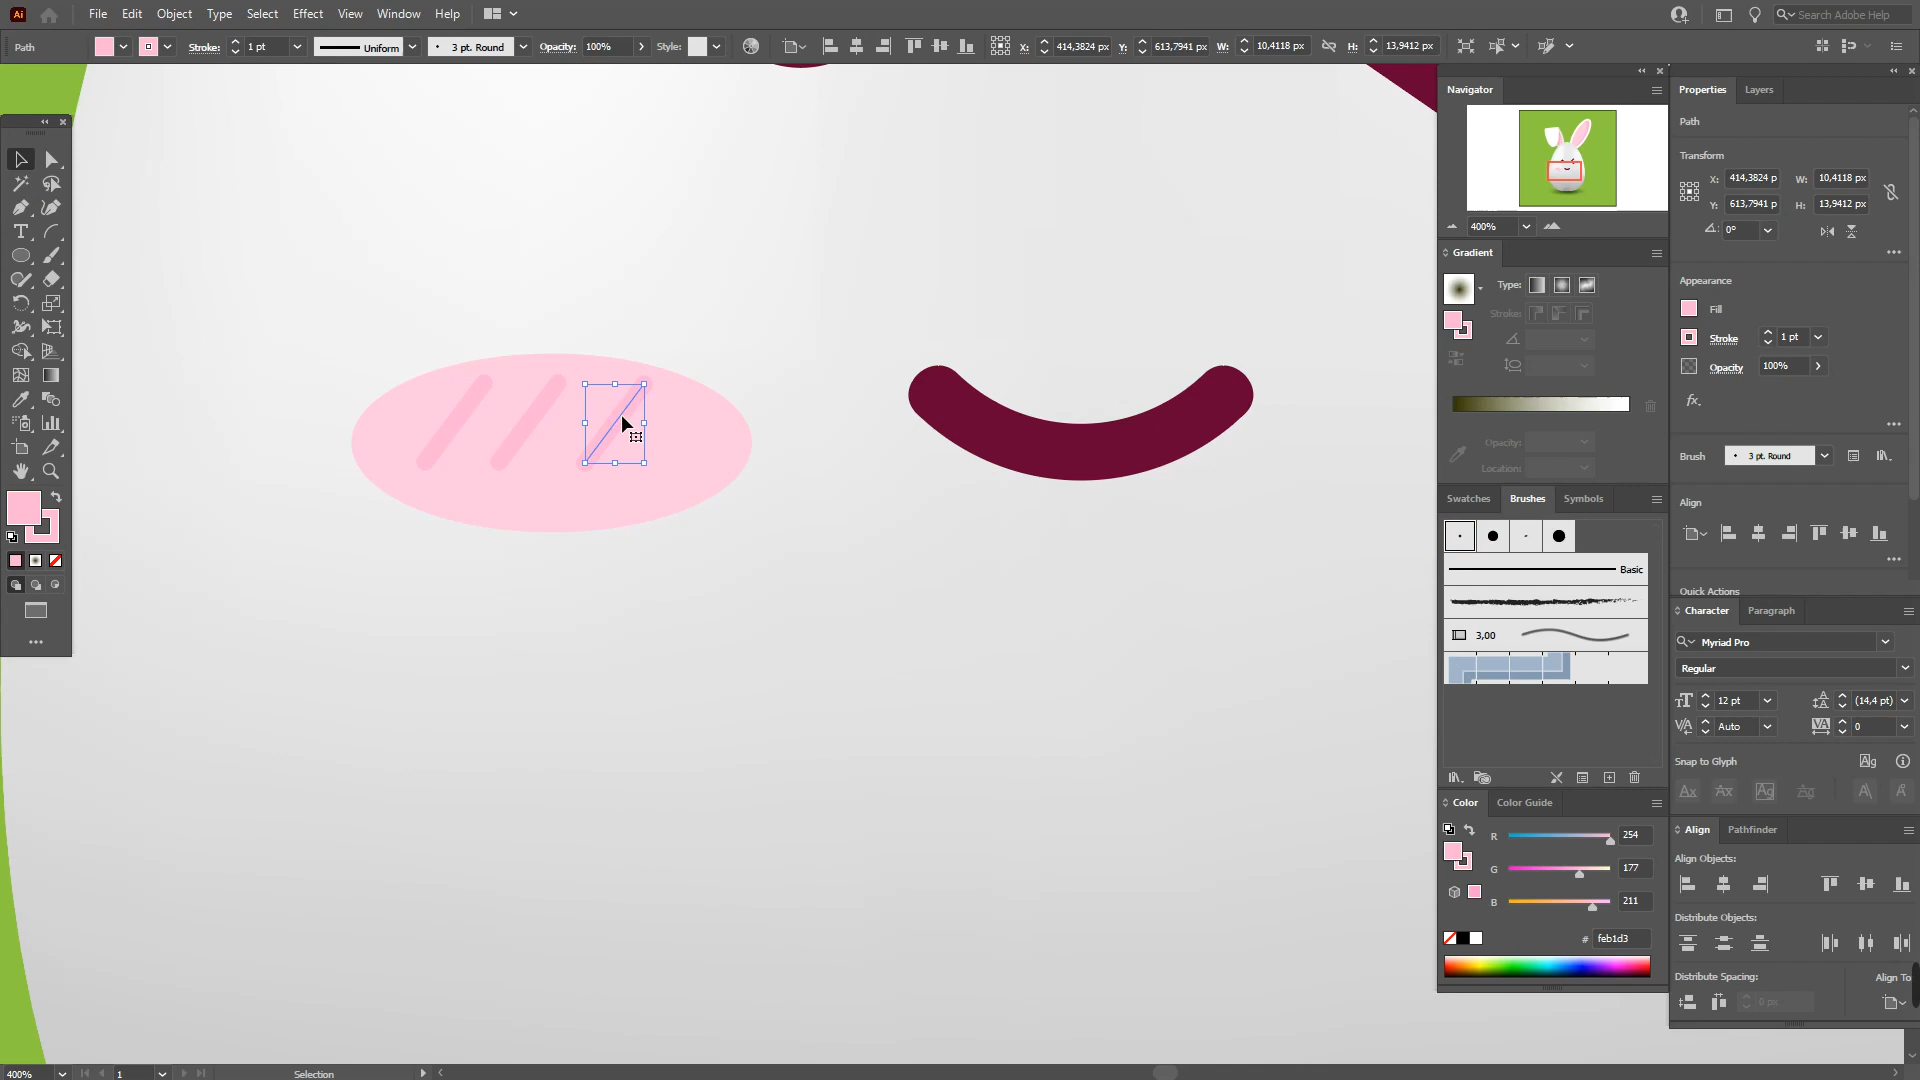 Ai File Edit Object Type Select Effect View Window Help Search Adobe Help
Path Stroke: 1 pt Uniform 3 pt. Round Opacity: 100% Style: X: 414,3824 px Y: 613,7941 px W: 10,4118 px H: 13,9412 px
Navigator
400%
Gradient
Type:
Stroke:
Opacity:
Location:
Swatches Brushes Symbols
Basic
3,00
Color Color Guide
R 254
G 177
B 211
# feb1d3
Properties Layers
Path
Transform
X: 414,3824 p W: 10,4118 px
Y: 613,7941 p H: 13,9412 px
0°
Appearance
Fill
Stroke 1 pt
Opacity 100%
fx.
Brush 3 pt. Round
Align
Quick Actions
Character Paragraph
Myriad Pro
Regular
12 pt (14,4 pt)
Auto 0
Snap to Glyph
Align Pathfinder
Align Objects:
Distribute Objects:
Distribute Spacing: Align To
0 px
400% 1 Selection